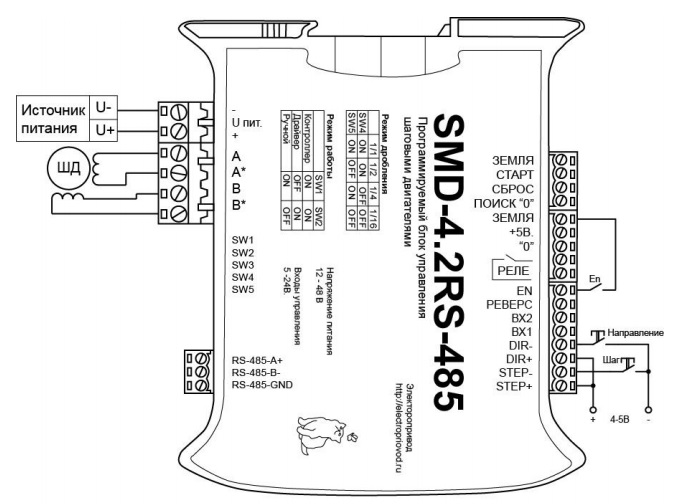 Источник питания
U-
U+
ШД
-
U пит.
+
A
A*
B
B*
SW1
SW2
SW3
SW4
SW5
RS-485-A+
RS-485-B-
RS-485-GND
SMD-4.2RS-485
Программируемый блок управления
шаговыми двигателями
Режим дробления
1/1 1/2 1/4 1/16
SW4 ON ON OFF OFF
SW5 ON OFF ON OFF
Режим работы
SW1 SW2
Контроллер ON ON
Драйвер OFF ON
Ручной ON OFF
Напряжение питания
12 - 48 В
Входы управления
5 -24В.
Электоропривод
http://electropriovod.ru
ЗЕМЛЯ
СТАРТ
СБРОС
ПОИСК "0"
ЗЕМЛЯ
+5В.
"0"
РЕЛЕ
EN
РЕВЕРС
ВХ2
ВХ1
DIR-
DIR+
STEP-
STEP+
En
Направление
Шаг
+ 4-5В -